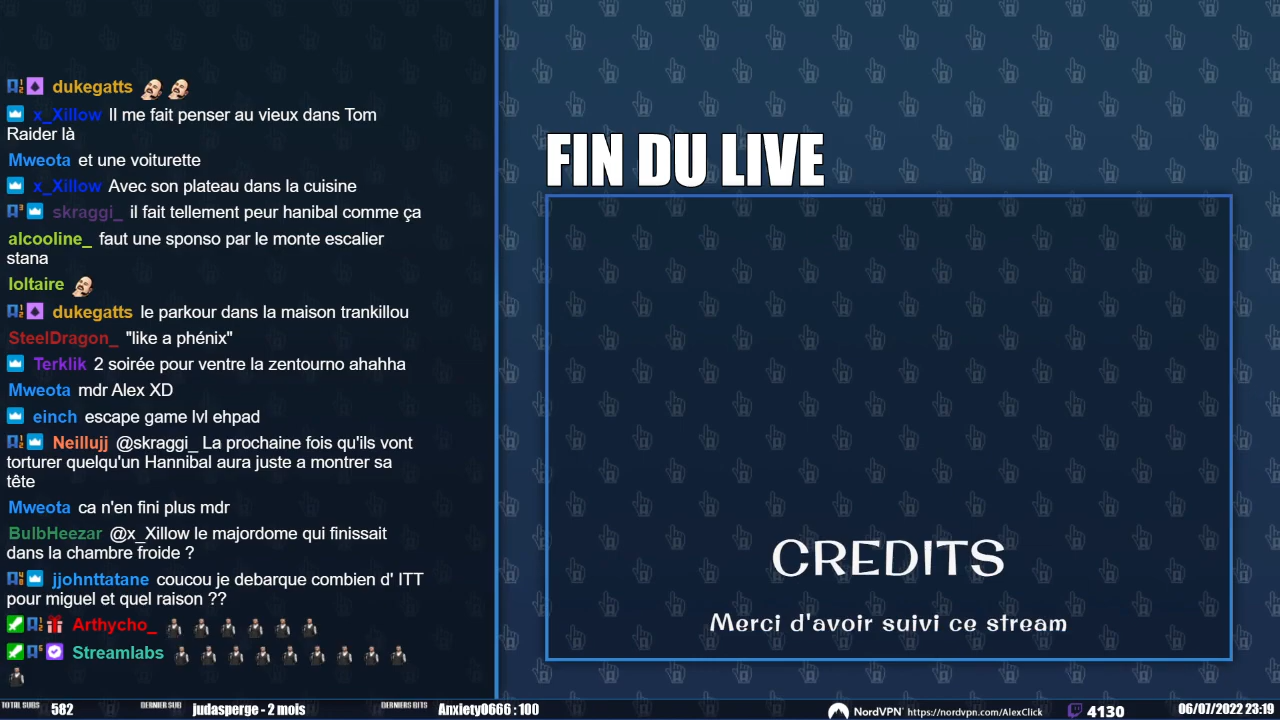 dukegatts
x_Xillow Il me fait penser au vieux dans Tom
Raider là
Mweota et une voiturette
x_Xillow Avec son plateau dans la cuisine
skraggi_ il fait tellement peur hanibal comme ça
alcooline_ faut une sponso par le monte escalier
stana
loltaire
dukegatts le parkour dans la maison trankillou
SteelDragon_ "like a phénix"
Terklik 2 soirée pour ventre la zentourno ahahha
Mweota mdr Alex XD
einch escape game lvl ehpad
Neillujj @skraggi_ La prochaine fois qu'ils vont
torturer quelqu'un Hannibal aura juste a montrer sa
tête
Mweota ca n'en fini plus mdr
BulbHeezar @x_Xillow le majordome qui finissait
dans la chambre froide ?
jjohnttatane coucou je debarque combien d' ITT
pour miguel et quel raison ??
Arthycho_
Streamlabs
FIN DU LIVE
CREDITS
Merci d'avoir suivi ce stream
TOTAL SUBS 582 DERNIER SUB judasperge - 2 mois DERNIERS BITS Anxiety0666 : 100 NordVPN® https://nordvpn.com/AlexClick 4130 06/07/2022 23:19